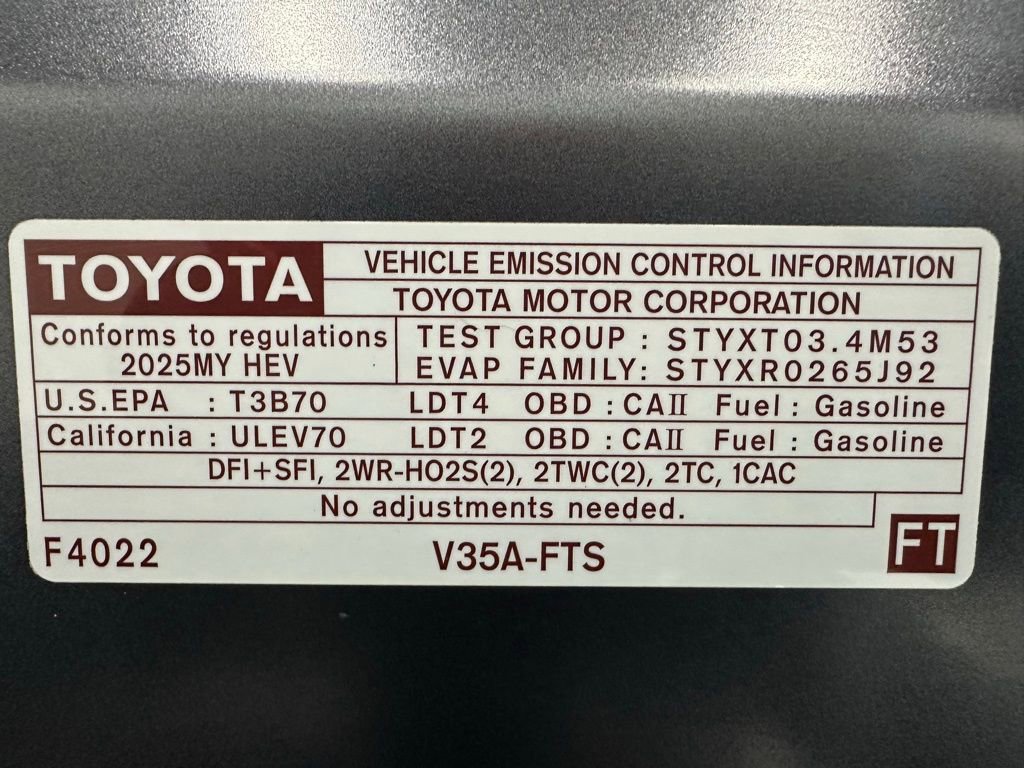 TOYOTA
VEHICLE EMISSION CONTROL INFORMATION
TOYOTA MOTOR CORPORATION
Conforms to regulations
2025MY HEV
TEST GROUP : STYXT03.4M53
EVAP FAMILY: STYXR0265J92
U.S.EPA : T3B70 LDT4 OBD : CAⅡ Fuel : Gasoline
California : ULEV70 LDT2 OBD : CAⅡ Fuel : Gasoline
DFI+SFI, 2WR-HO2S(2), 2TWC(2), 2TC, 1CAC
No adjustments needed.
F4022
V35A-FTS
FT